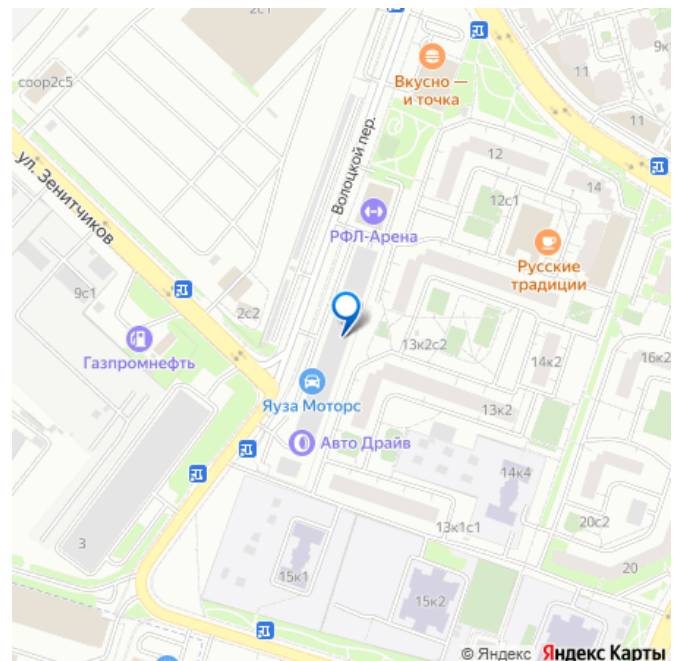 2с1
9к
Вкусно —
и точка
11
соор2с5
11
Волоцкой пер.
12
ул. Зенитчиков
14
12с1
РФЛ-Арена
Русские
традиции
9с1
2с2
Газпромнефть
13к2с2
14к2
16к2
Яуза Моторс
13к2
Авто Драйв
14к4
20с2
13к1с1
3
20
15к1
15к2
© Яндекс Яндекс Карты